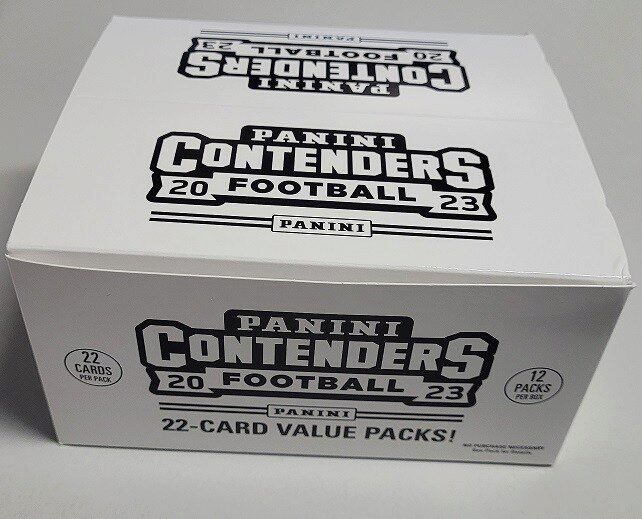 PANINI
20 FOOTBALL 23
CONTENDERS
PANINI
PANINI
CONTENDERS
20 FOOTBALL 23
PANINI
PANINI
CONTENDERS
20 FOOTBALL 23
PANINI
22-CARD VALUE PACKS!
22
CARDS
PER PACK
12
PACKS
PER BOX
NO PURCHASE NECESSARY